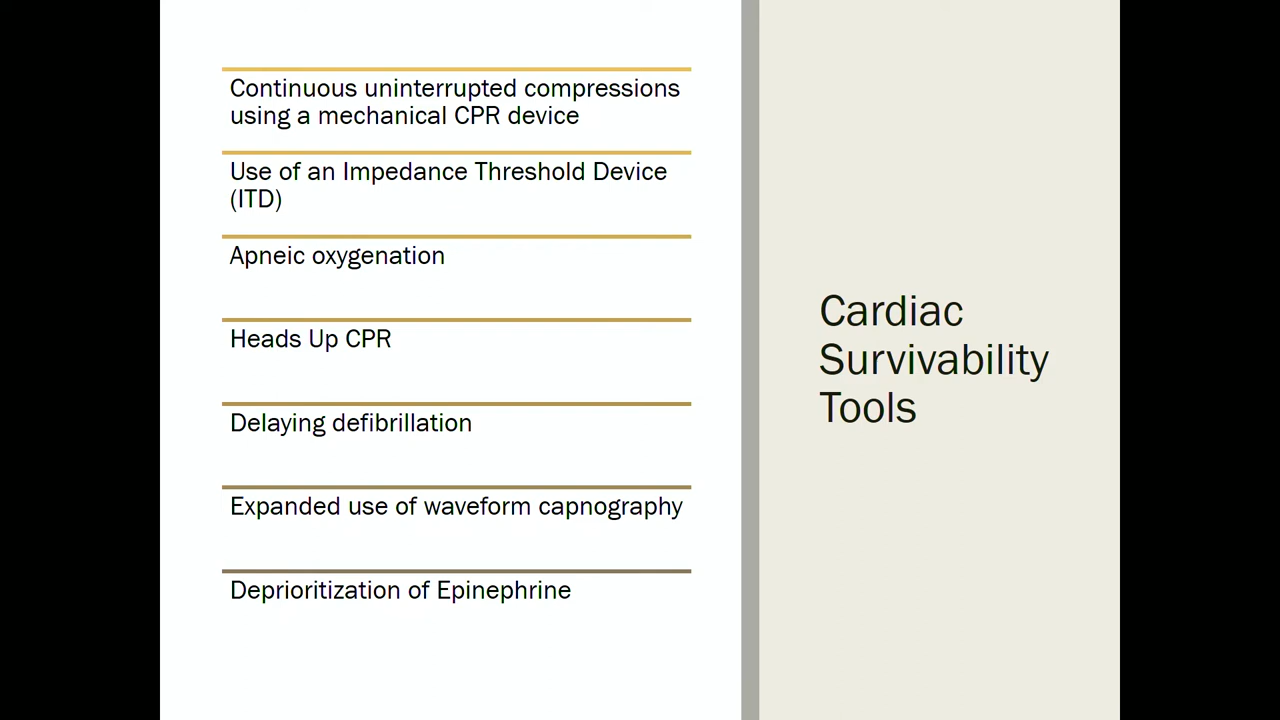 Continuous uninterrupted compressions
using a mechanical CPR device
Use of an Impedance Threshold Device
(ITD)
Apneic oxygenation
Heads Up CPR
Delaying defibrillation
Expanded use of waveform capnography
Deprioritization of Epinephrine
Cardiac
Survivability
Tools